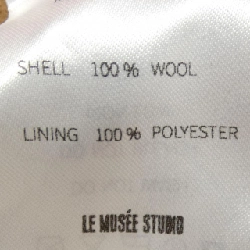 SHELL 100% WOOL
LINING 100% POLYESTER
LE MUSÉE STUDIO